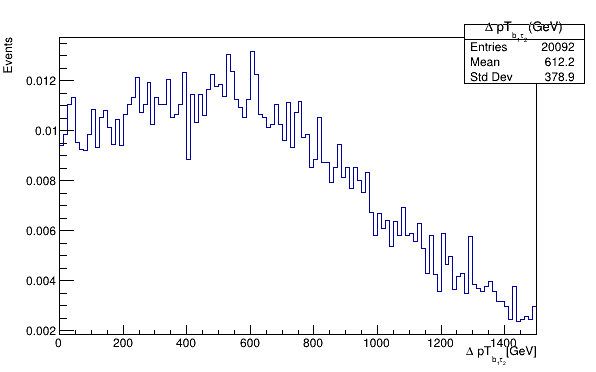 Δ pT_{b₁τ₂}(GeV)
Entries 20092
Mean 612.2
Std Dev 378.9
Events
0.012
0.01
0.008
0.006
0.004
0.002
0 200 400 600 800 1000 1200 1400
Δ pT_{b₁τ₂}[GeV]